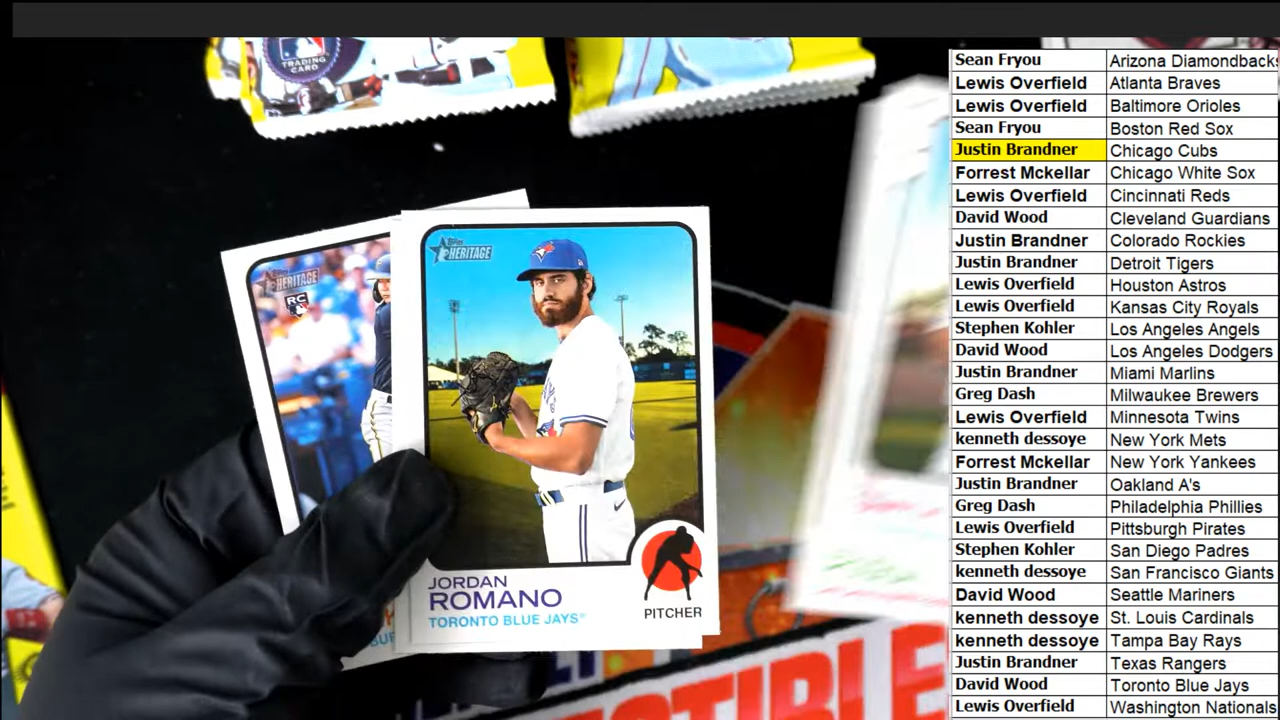 TRADING CARD
Topps HERITAGE
RC
Topps HERITAGE
JORDAN
ROMANO
TORONTO BLUE JAYS
PITCHER
Sean Fryou Arizona Diamondbacks
Lewis Overfield Atlanta Braves
Lewis Overfield Baltimore Orioles
Sean Fryou Boston Red Sox
Justin Brandner Chicago Cubs
Forrest Mckellar Chicago White Sox
Lewis Overfield Cincinnati Reds
David Wood Cleveland Guardians
Justin Brandner Colorado Rockies
Justin Brandner Detroit Tigers
Lewis Overfield Houston Astros
Lewis Overfield Kansas City Royals
Stephen Kohler Los Angeles Angels
David Wood Los Angeles Dodgers
Justin Brandner Miami Marlins
Greg Dash Milwaukee Brewers
Lewis Overfield Minnesota Twins
kenneth dessoye New York Mets
Forrest Mckellar New York Yankees
Justin Brandner Oakland A's
Greg Dash Philadelphia Phillies
Lewis Overfield Pittsburgh Pirates
Stephen Kohler San Diego Padres
kenneth dessoye San Francisco Giants
David Wood Seattle Mariners
kenneth dessoye St. Louis Cardinals
kenneth dessoye Tampa Bay Rays
Justin Brandner Texas Rangers
David Wood Toronto Blue Jays
Lewis Overfield Washington Nationals